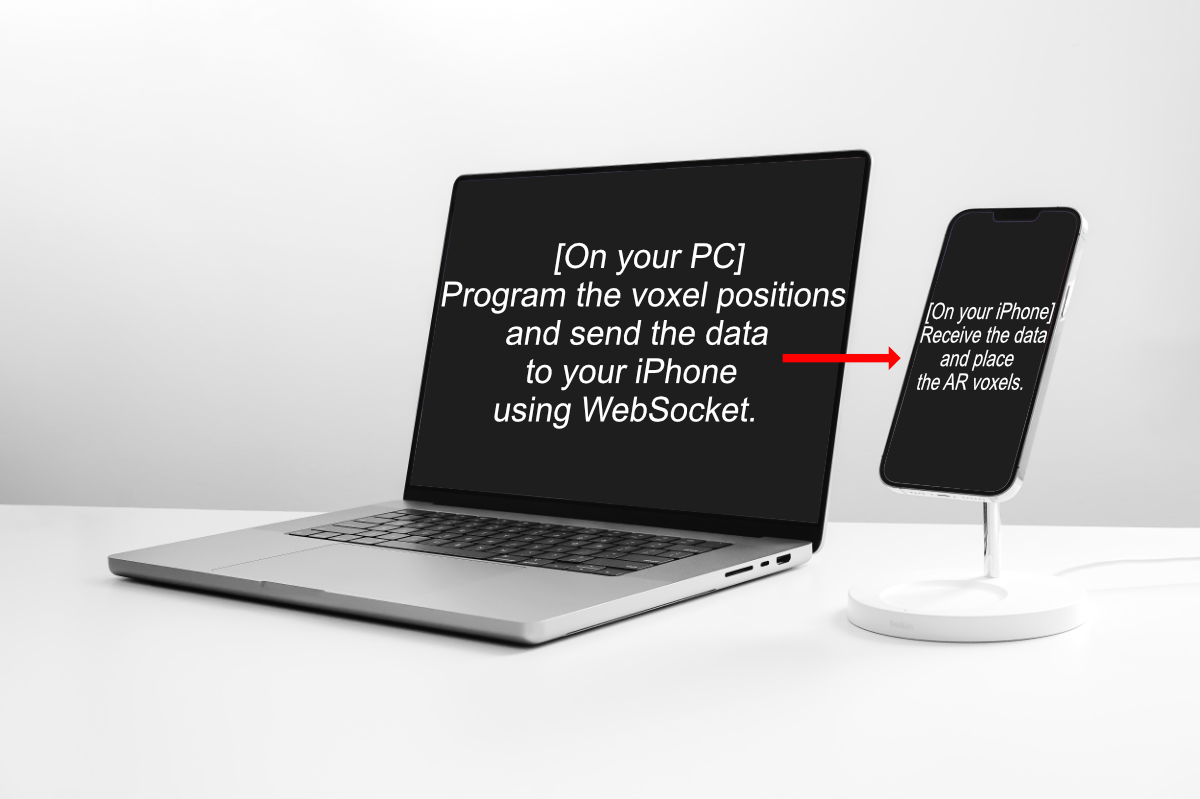 [On your PC]
Program the voxel positions
and send the data
to your iPhone
using WebSocket.
[On your iPhone]
Receive the data
and place
the AR voxels.